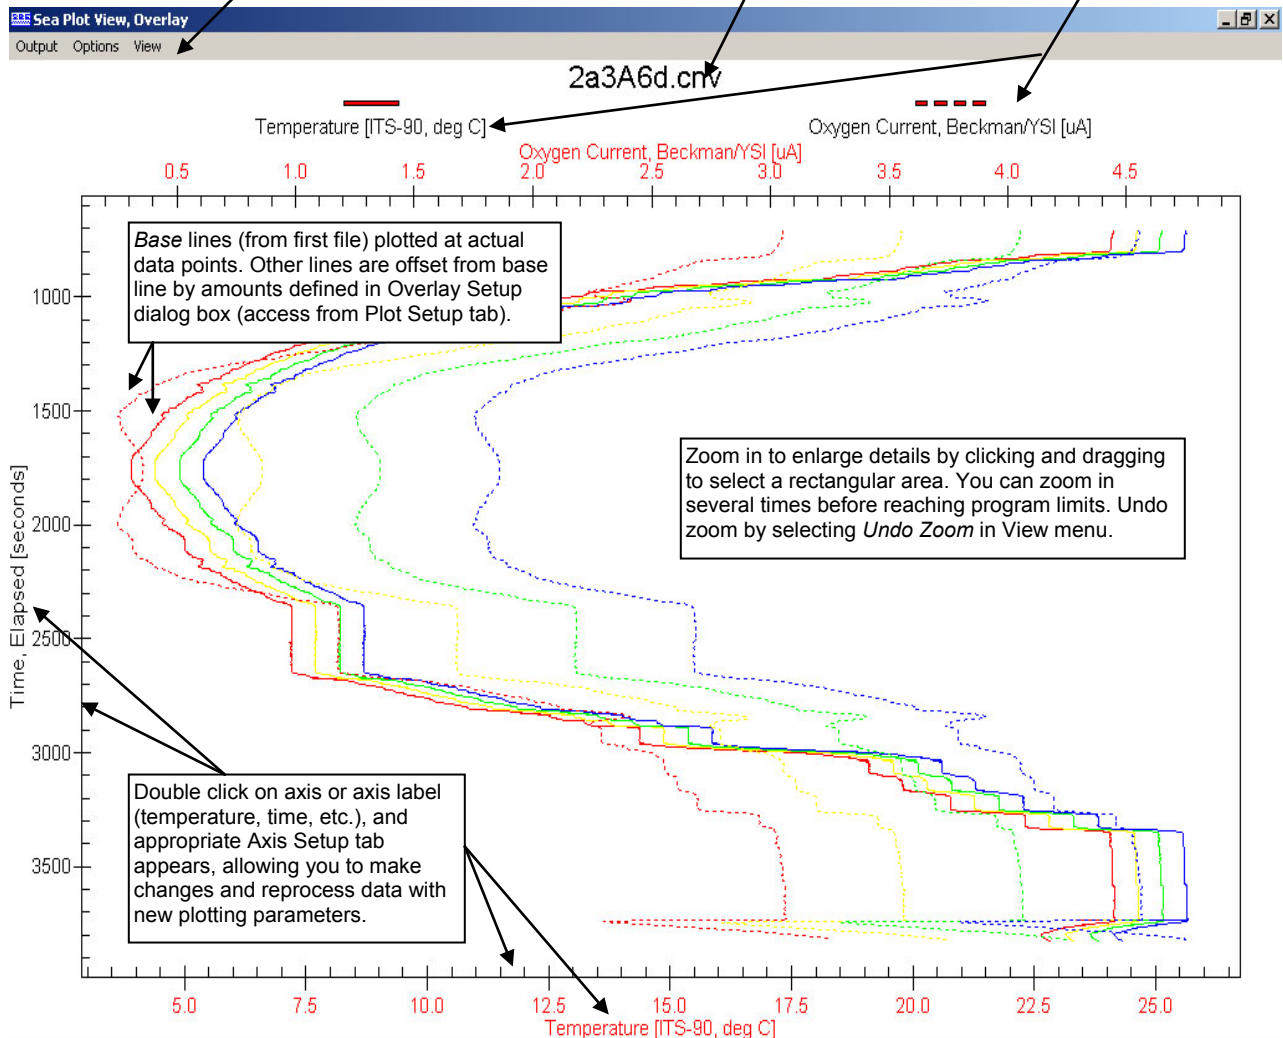 Sea Plot View, Overlay
Output Options View
2a3A6d.cnv
Temperature [ITS-90, deg C]
Oxygen Current, Beckman/YSI [uA]
Oxygen Current, Beckman/YSI [uA]
0.5 1.0 1.5 2.0 2.5 3.0 3.5 4.0 4.5
Base lines (from first file) plotted at actual
data points. Other lines are offset from base
line by amounts defined in Overlay Setup
dialog box (access from Plot Setup tab).
Zoom in to enlarge details by clicking and dragging
to select a rectangular area. You can zoom in
several times before reaching program limits. Undo
zoom by selecting Undo Zoom in View menu.
Time, Elapsed [seconds]
1000
1500
2000
2500
3000
3500
Double click on axis or axis label
(temperature, time, etc.), and
appropriate Axis Setup tab
appears, allowing you to make
changes and reprocess data with
new plotting parameters.
5.0 7.5 10.0 12.5 15.0 17.5 20.0 22.5 25.0
Temperature [ITS-90, deg C]